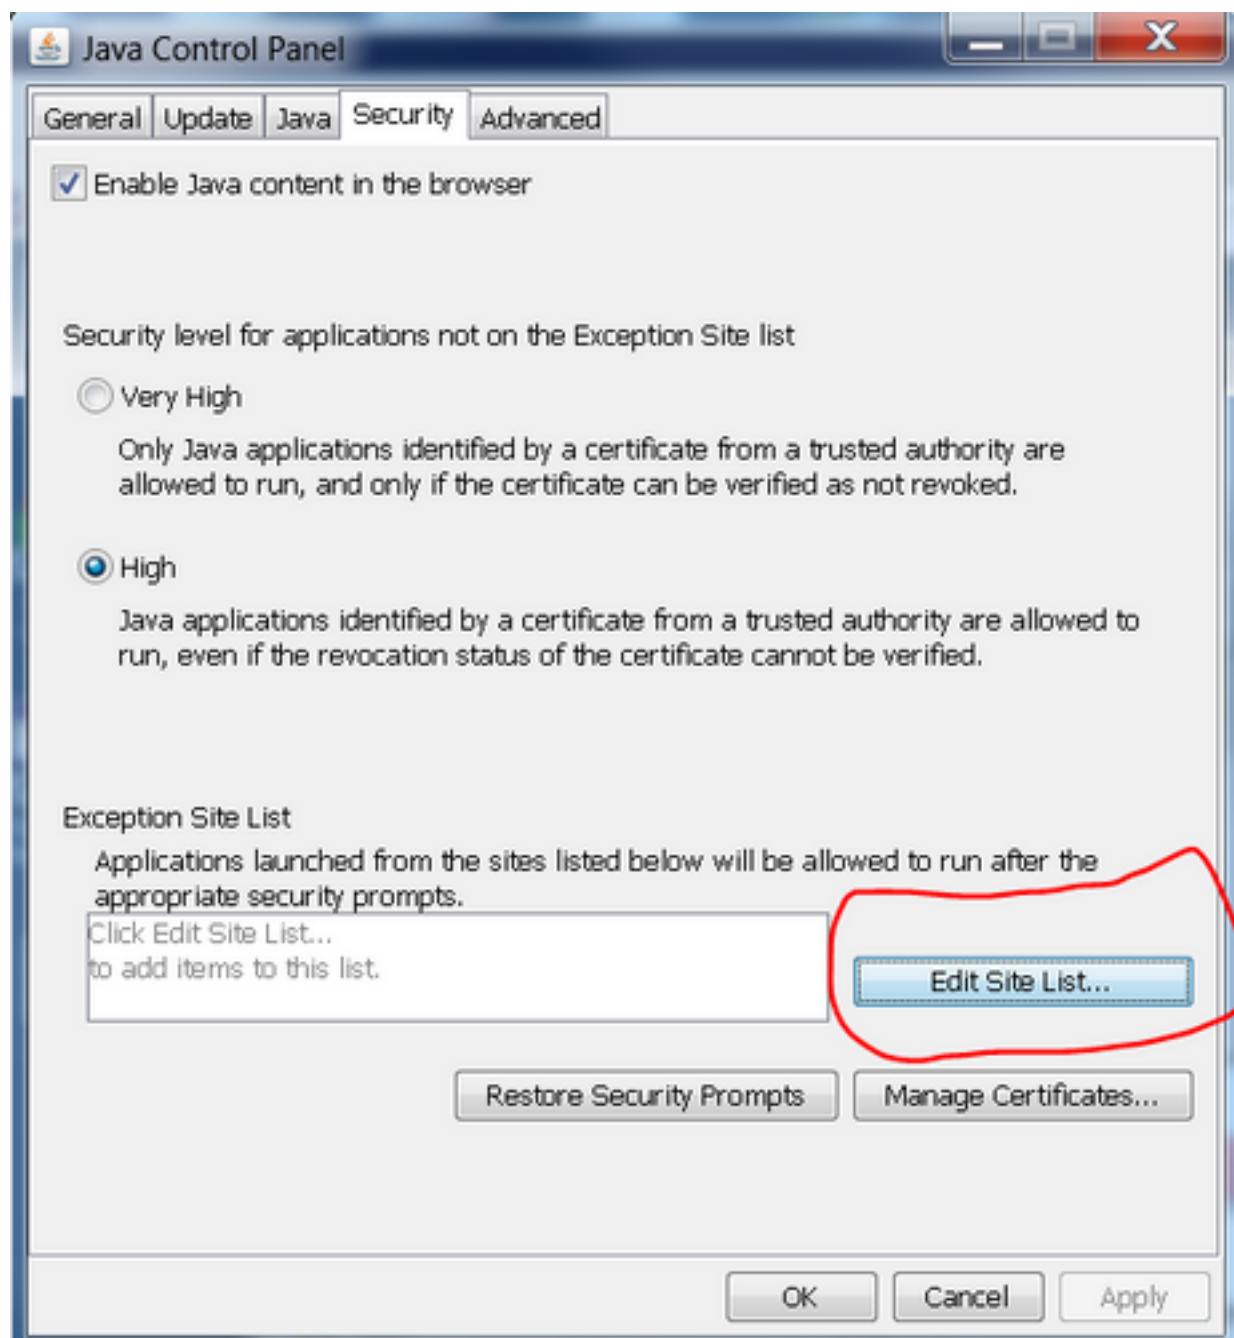 Java Control Panel
General Update Java Security Advanced
Enable Java content in the browser
Security level for applications not on the Exception Site list
Very High
Only Java applications identified by a certificate from a trusted authority are
allowed to run, and only if the certificate can be verified as not revoked.
High
Java applications identified by a certificate from a trusted authority are allowed to
run, even if the revocation status of the certificate cannot be verified.
Exception Site List
Applications launched from the sites listed below will be allowed to run after the
appropriate security prompts.
Click Edit Site List...
to add items to this list.
Edit Site List...
Restore Security Prompts Manage Certificates...
OK Cancel Apply